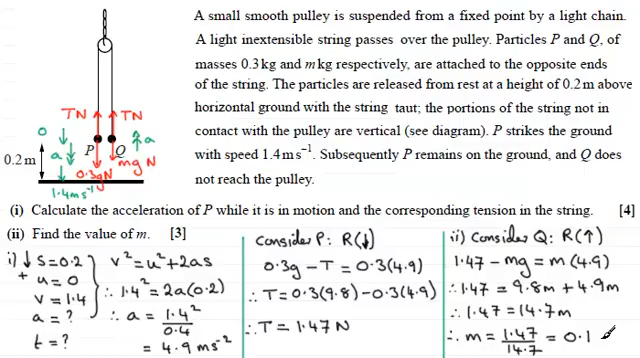 A small smooth pulley is suspended from a fixed point by a light chain.
A light inextensible string passes over the pulley. Particles P and Q, of
masses 0.3 kg and m kg respectively, are attached to the opposite ends
of the string. The particles are released from rest at a height of 0.2 m above
horizontal ground with the string taut; the portions of the string not in
contact with the pulley are vertical (see diagram). P strikes the ground
with speed 1.4 m s⁻¹. Subsequently P remains on the ground, and Q does
not reach the pulley.
TN TN
O
a P Q a
0.2 m
0.3gN mgN
1.4ms⁻¹
(i) Calculate the acceleration of P while it is in motion and the corresponding tension in the string. [4]
(ii) Find the value of m. [3]
i) ↓ + s=0.2
u=0
v=1.4
a=?
t=?
v²=u²+2as
∴ 1.4²=2a(0.2)
∴ a = 1.4²/0.4
= 4.9 ms⁻²
Consider P: R(↓)
0.3g - T = 0.3(4.9)
∴ T=0.3(9.8)-0.3(4.9)
∴ T=1.47N
ii) Consider Q: R(↑)
1.47 - mg = m(4.9)
∴ 1.47 = 9.8m + 4.9m
∴ 1.47 = 14.7m
∴ m = 1.47/14.7 = 0.1